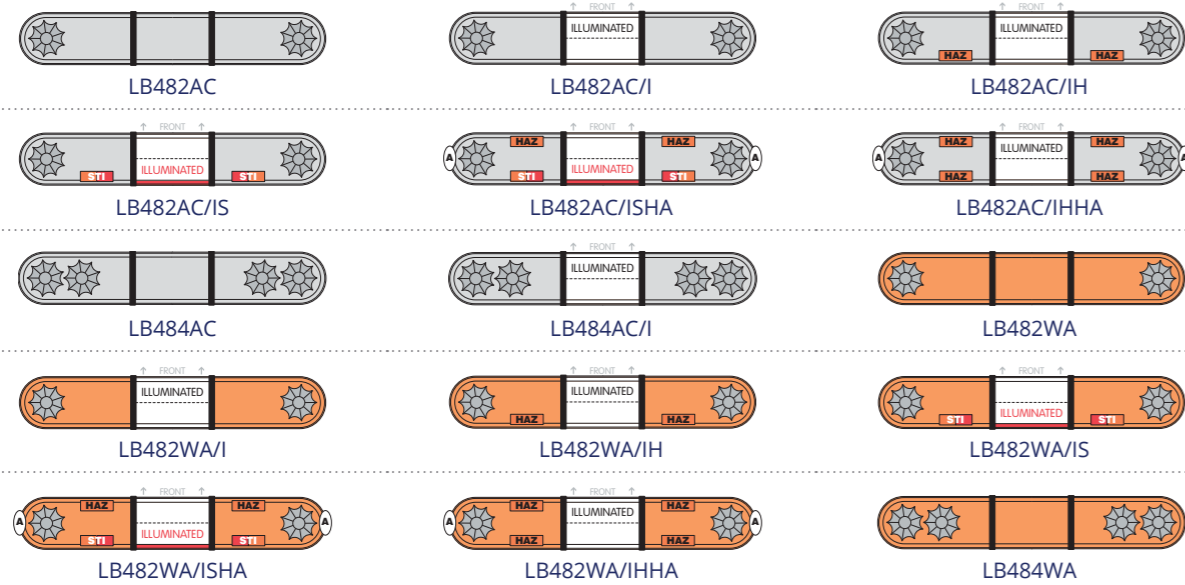 ↑ FRONT ↑ ↑ FRONT ↑
ILLUMINATED ILLUMINATED
HAZ HAZ
LB482AC LB482AC/I LB482AC/IH
↑ FRONT ↑ ↑ FRONT ↑ ↑ FRONT ↑
HAZ HAZ HAZ HAZ
ILLUMINATED
A A A A
ILLUMINATED ILLUMINATED
STI STI STI STI HAZ HAZ
LB482AC/IS LB482AC/ISHA LB482AC/IHHA
↑ FRONT ↑
ILLUMINATED
LB484AC LB484AC/I LB482WA
↑ FRONT ↑ ↑ FRONT ↑ ↑ FRONT ↑
ILLUMINATED ILLUMINATED
ILLUMINATED
HAZ HAZ STI STI
LB482WA/I LB482WA/IH LB482WA/IS
↑ FRONT ↑ ↑ FRONT ↑
HAZ HAZ HAZ HAZ
ILLUMINATED
A A A A
ILLUMINATED
STI STI HAZ HAZ
LB482WA/ISHA LB482WA/IHHA LB484WA